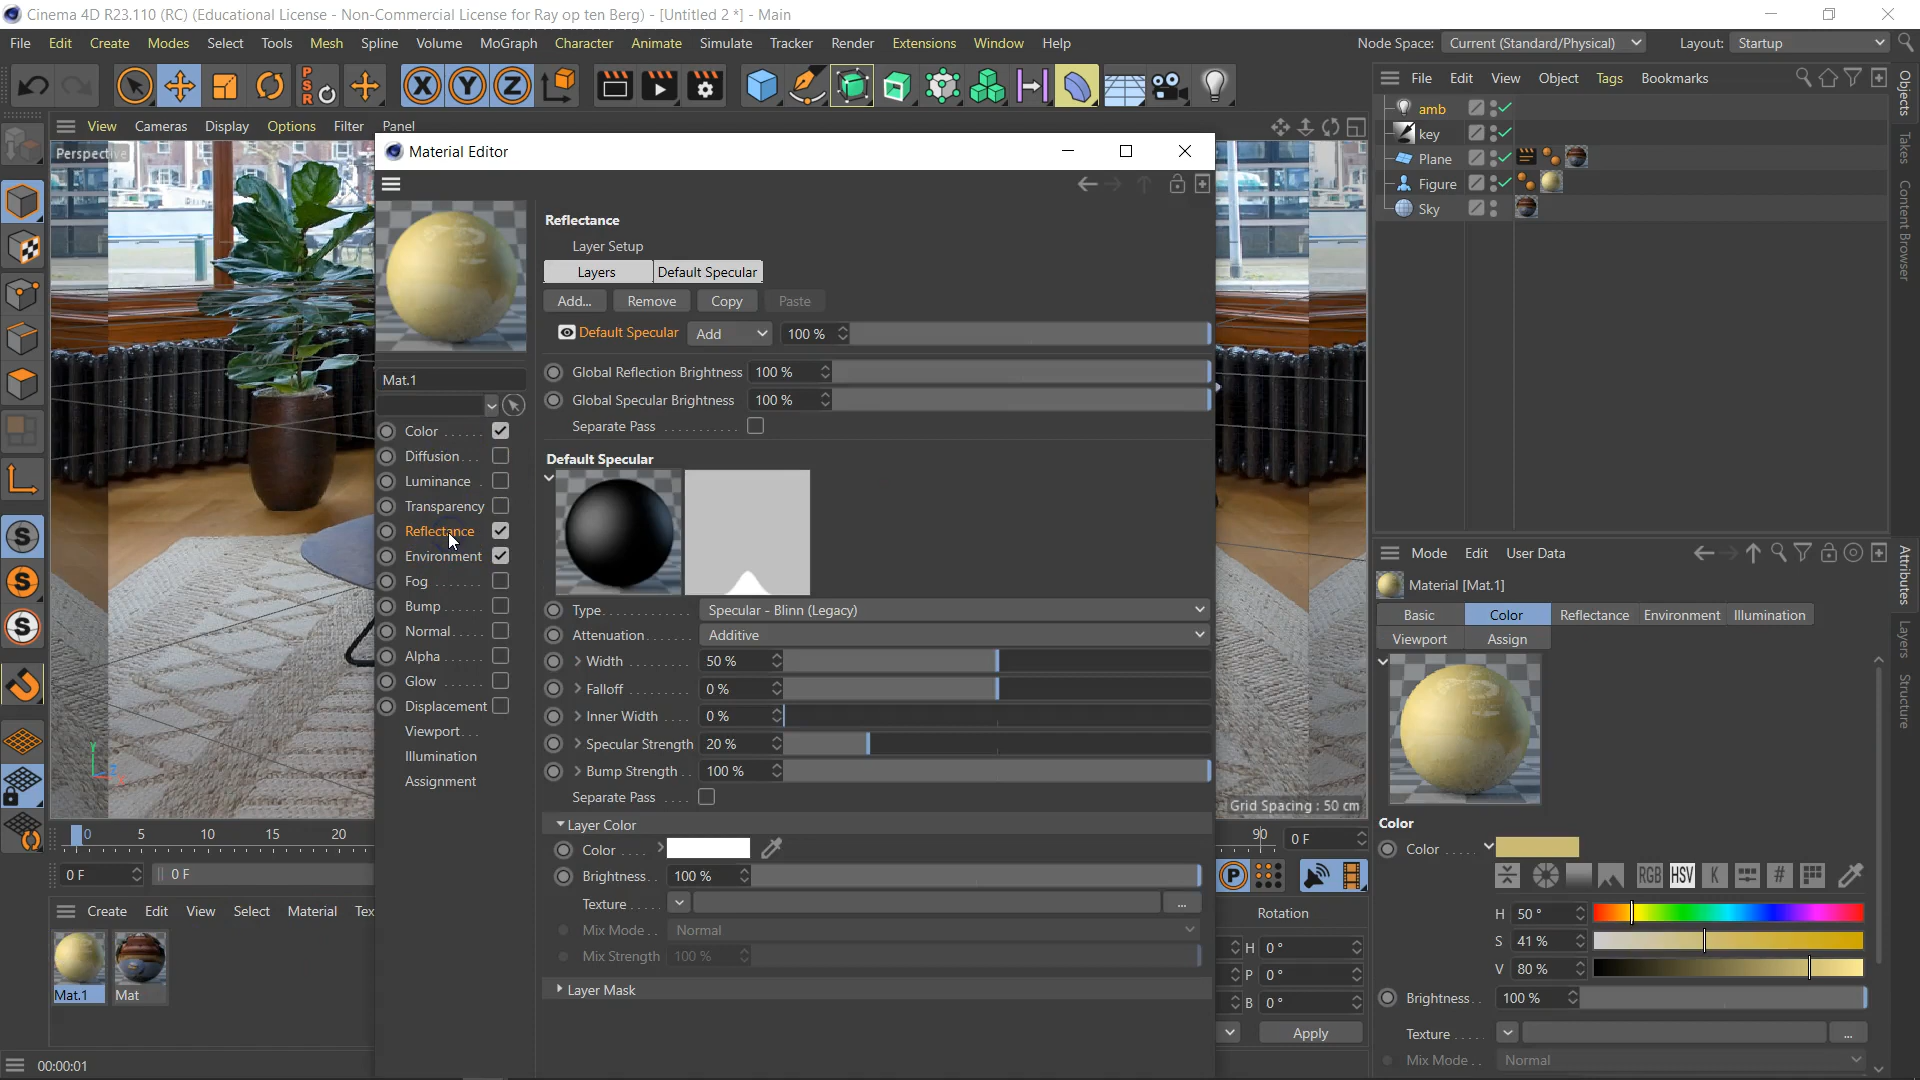 Cinema 4D R23.110 (RC) (Educational License - Non-Commercial License for Ray op ten Berg) - [Untitled 2 *] - Main
File Edit Create Modes Select Tools Mesh Spline Volume MoGraph Character Animate Simulate Tracker Render Extensions Window Help
Node Space: Current (Standard/Physical) Layout: Startup
PSR X Y Z
File Edit View Object Tags Bookmarks
Objects
Takes
Content Browser
amb
key
Plane
Figure
Sky
View Cameras Display Options Filter Panel
Perspective
Material Editor
Reflectance
Layer Setup
Layers Default Specular
Add... Remove Copy Paste
Default Specular Add 100 %
Global Reflection Brightness 100 %
Global Specular Brightness 100 %
Separate Pass ...........
Mat.1
Color ......
Diffusion...
Luminance .
Transparency
Reflectance
Environment
Fog .......
Bump ......
Normal.....
Alpha ......
Glow ......
Displacement
Viewport...
Illumination
Assignment
Default Specular
Type............ Specular - Blinn (Legacy)
Attenuation....... Additive
Width ......... 50 %
Falloff ......... 0 %
Inner Width .... 0 %
Specular Strength 20 %
Bump Strength.. 100 %
Separate Pass ....
Layer Color
Color ....
Brightness.. 100 %
Texture ..... ...
Mix Mode.. Normal
Mix Strength 100 %
Layer Mask
Grid Spacing : 50 cm
S
S
S
Y Z X
0 5 10 15 20 90 0 F
0 F 0 F
P
Create Edit View Select Material Tex
Mat.1 Mat
Rotation
H 0 °
P 0 °
B 0 °
Apply
00:00:01
Mode Edit User Data
Attributes
Layers
Structure
Material [Mat.1]
Basic Color Reflectance Environment Illumination
Viewport Assign
Color
Color .....
RGB HSV K #
H 50 °
S 41 %
V 80 %
Brightness.. 100 %
Texture ..... ...
Mix Mode.. Normal